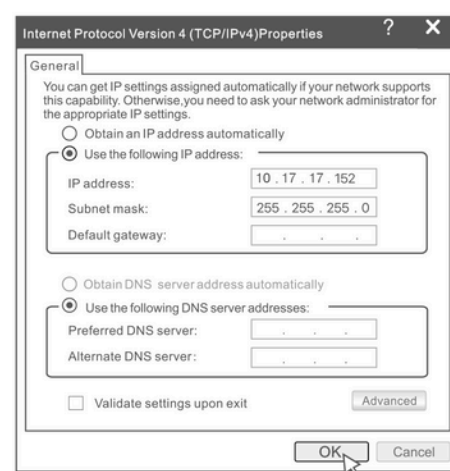 Internet Protocol Version 4 (TCP/IPv4)Properties ? X
General
You can get IP settings assigned automatically if your network supports
this capability. Otherwise,you need to ask your network administrator for
the appropriate IP settings.
Obtain an IP address automatically
Use the following IP address:
IP address: 10 . 17 . 17 . 152
Subnet mask: 255 . 255 . 255 . 0
Default gateway: . . .
Obtain DNS server address automatically
Use the following DNS server addresses:
Preferred DNS server: . . .
Alternate DNS server: . . .
Validate settings upon exit Advanced
OK Cancel